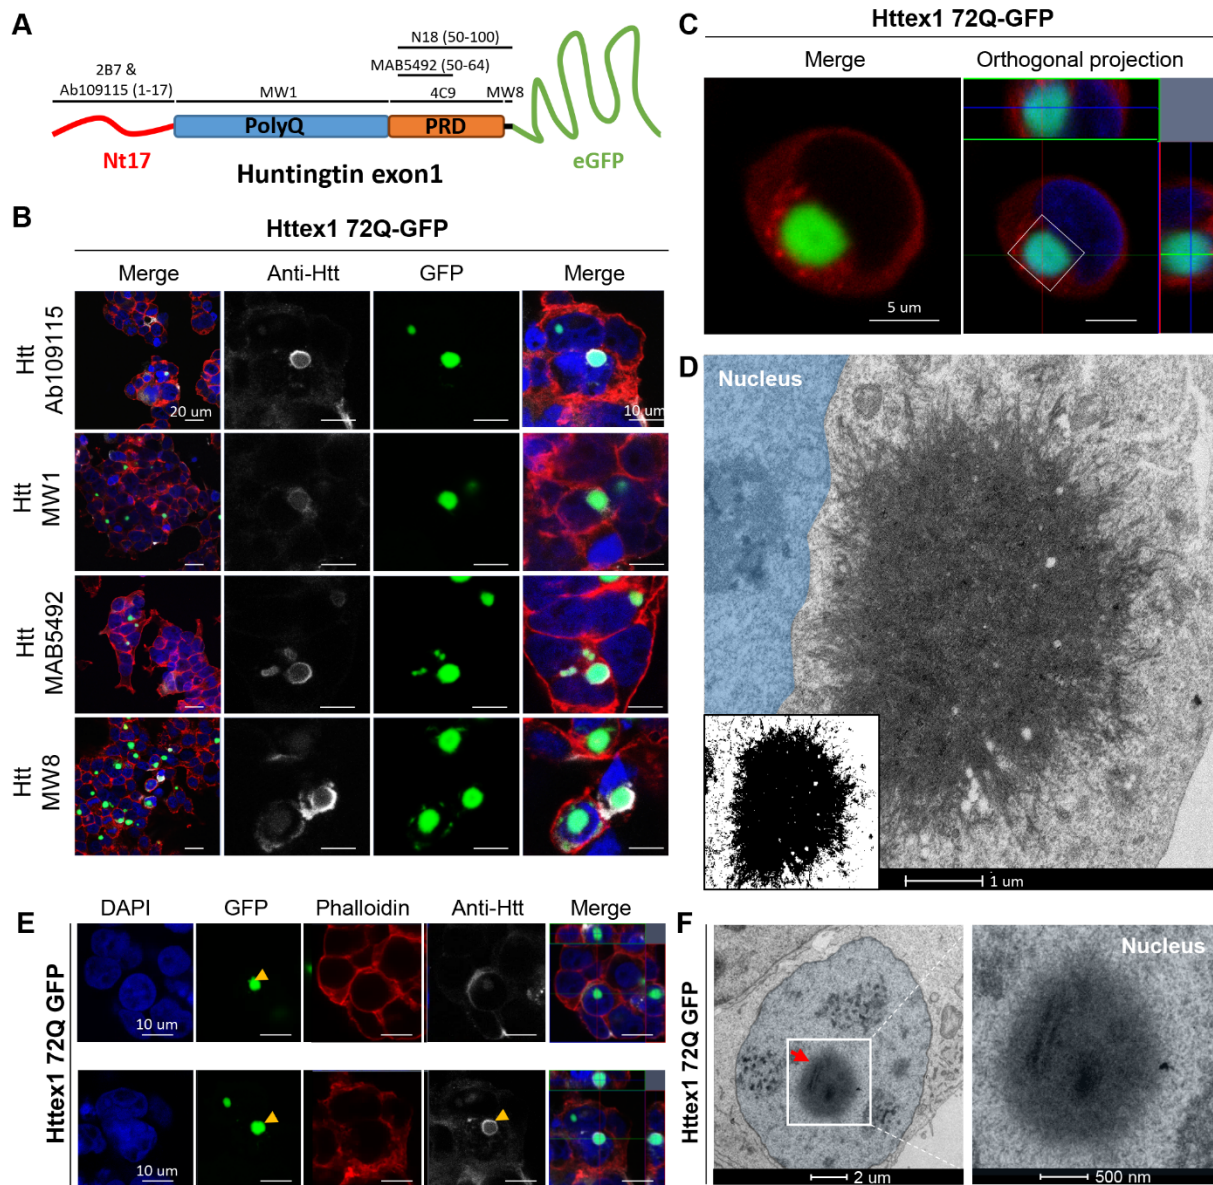 A
N18 (50-100)
MAB5492 (50-64)
2B7 &
Ab109115 (1-17)
MW1
4C9
MW8
PolyQ
PRD
Nt17
eGFP
Huntingtin exon1
B
Httex1 72Q-GFP
Merge
Anti-Htt
GFP
Merge
Htt
Ab109115
20 um
10 um
Htt
MW1
Htt
MAB5492
Htt
MW8
C
Httex1 72Q-GFP
Merge
Orthogonal projection
5 um
D
Nucleus
1 um
E
DAPI
GFP
Phalloidin
Anti-Htt
Merge
Httex1 72Q GFP
10 um
10 um
F
Httex1 72Q GFP
Nucleus
2 um
500 nm